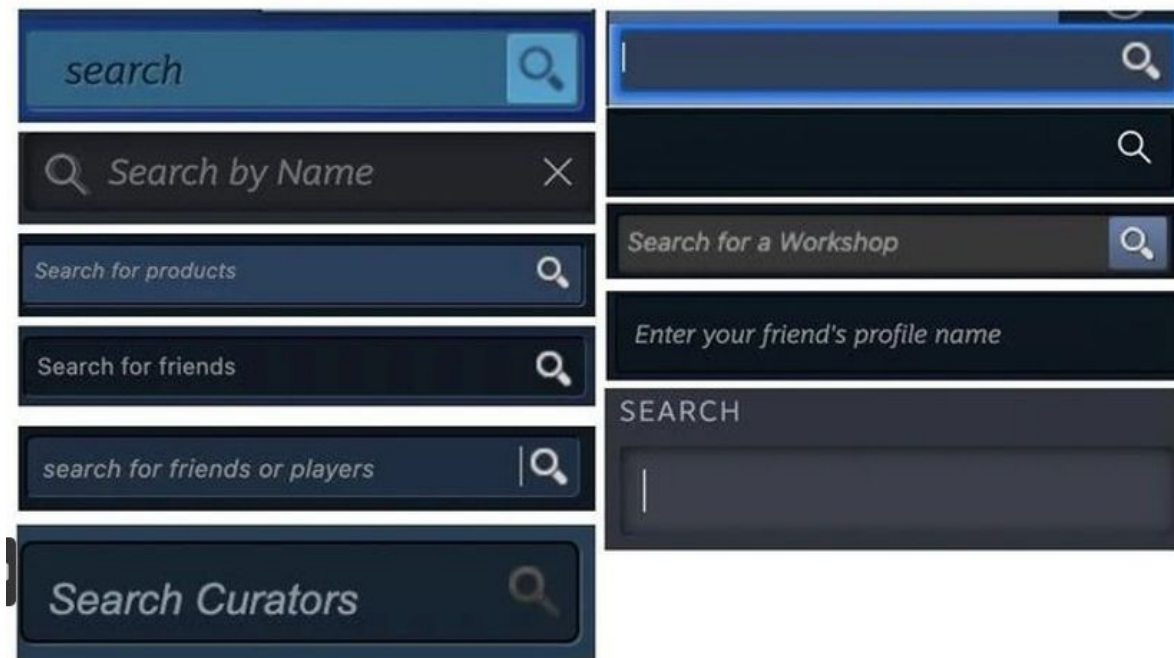 search
Search by Name
Search for products
Search for friends
search for friends or players
Search Curators
Search for a Workshop
Enter your friend's profile name
SEARCH